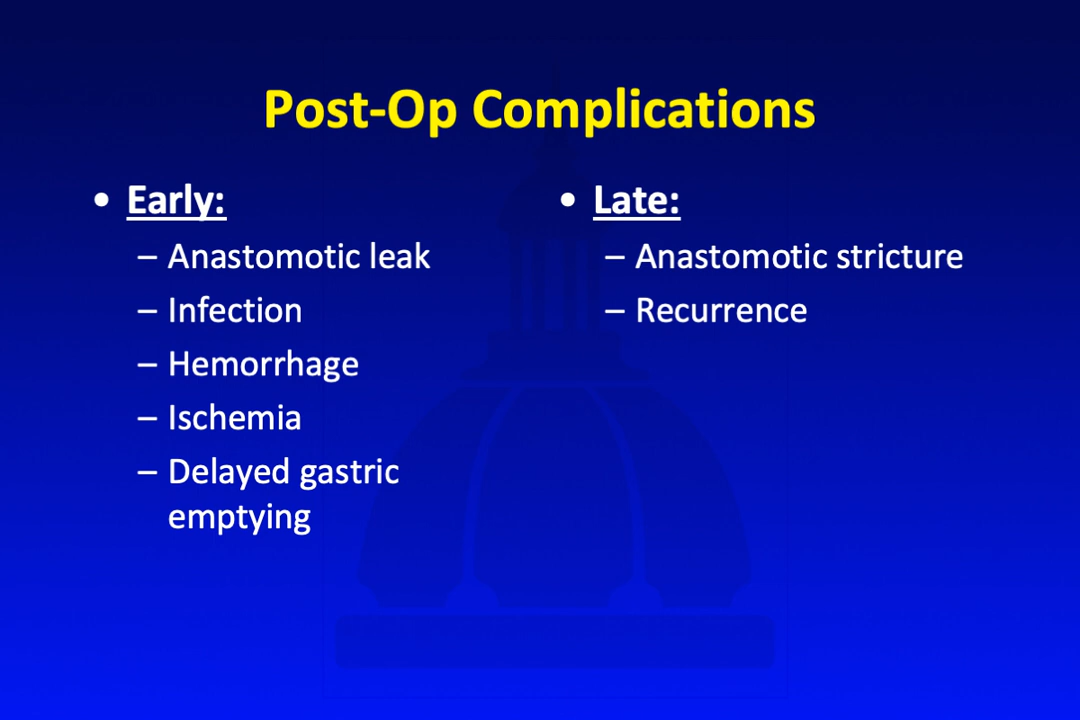 Post-Op Complications
• Early:
– Anastomotic leak
– Infection
– Hemorrhage
– Ischemia
– Delayed gastric
emptying
• Late:
– Anastomotic stricture
– Recurrence